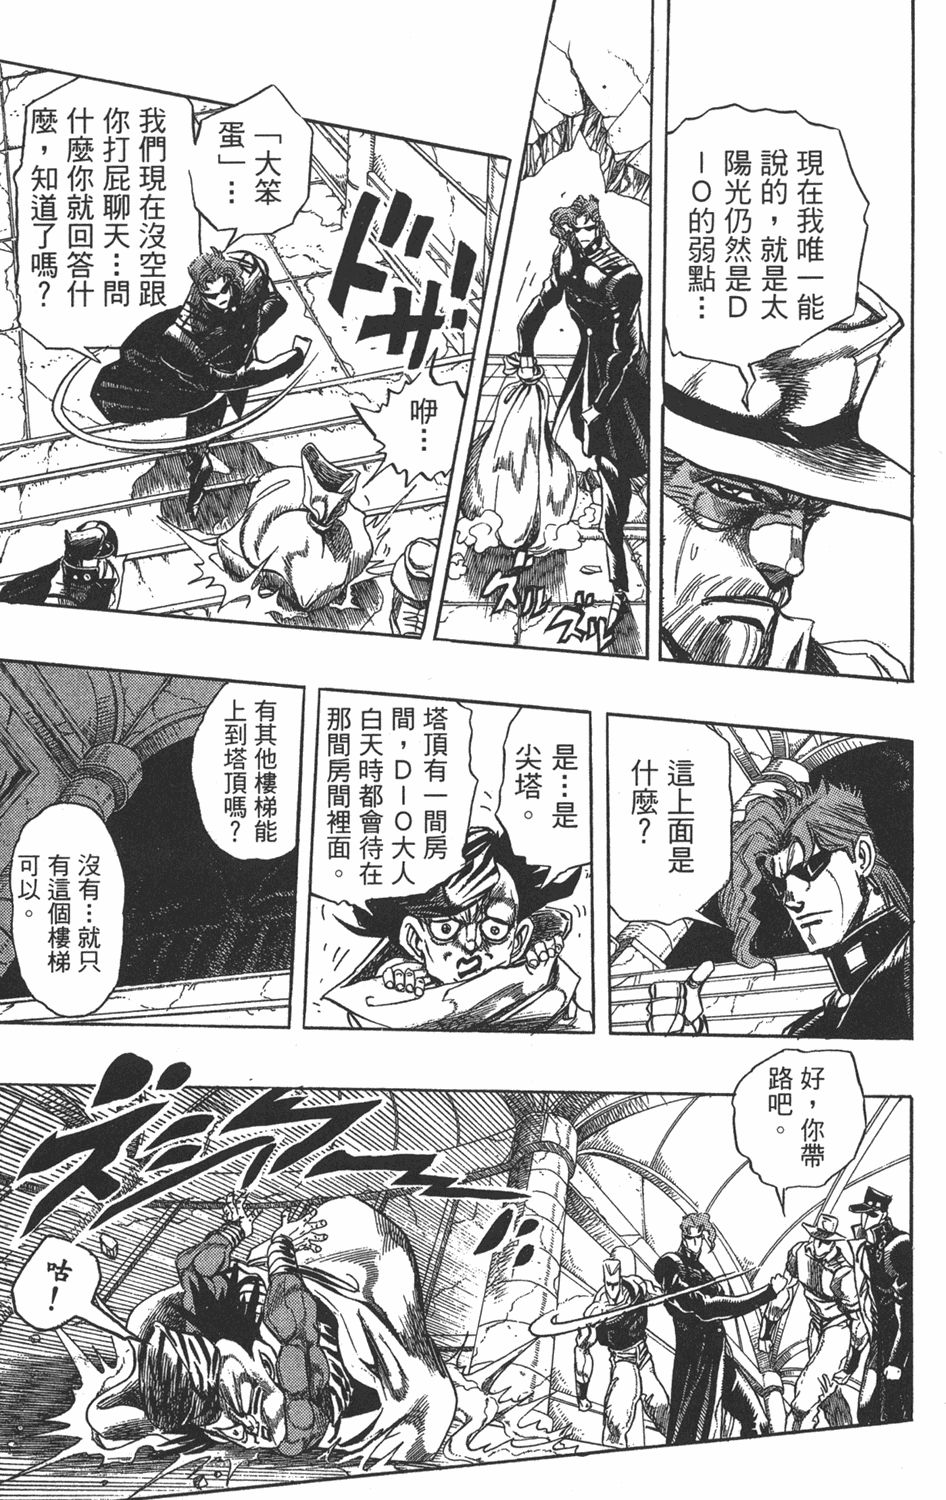 現在我唯一能
說的，就是太
陽光仍然是D
IO的弱點…
ズル
ズル
「大笨
蛋」…
我們現在沒空跟
你打屁聊天…問
什麼你就回答什
麼，知道了嗎？
ドサッ！
咿…
這上面是
什麼？
是…是
尖塔。
塔頂有一間房
間，DIO大人
白天時都會待在
那間房間裡面。
有其他樓梯能
上到塔頂嗎？
沒有…就只
有這個樓梯
可以。
好，你帶
路吧。
咕！